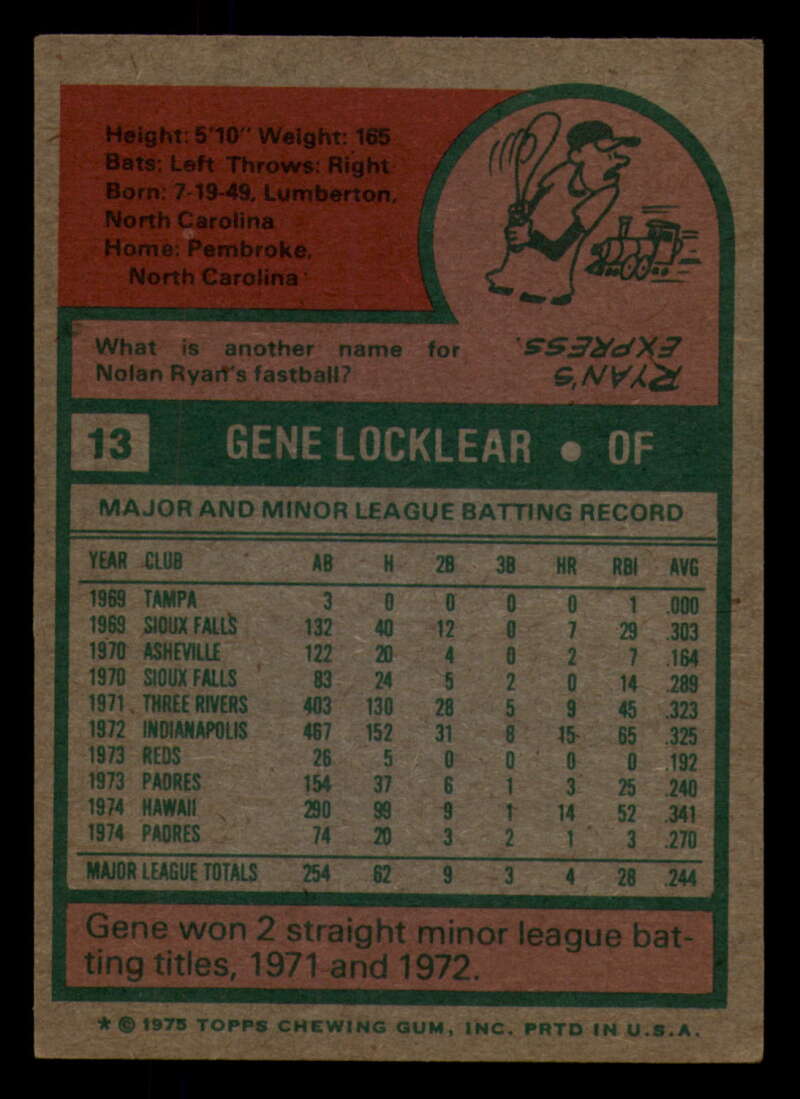 Height: 5'10" Weight: 165
Bats: Left Throws: Right
Born: 7-19-49, Lumberton,
North Carolina
Home: Pembroke,
North Carolina
What is another name for
Nolan Ryan's fastball?
RYAN'S
EXPRESS.
13 GENE LOCKLEAR • OF
MAJOR AND MINOR LEAGUE BATTING RECORD
YEAR CLUB AB H 2B 3B HR RBI AVG
1969 TAMPA 3 0 0 0 0 1 .000
1969 SIOUX FALLS 132 40 12 0 7 29 .303
1970 ASHEVILLE 122 20 4 0 2 7 .164
1970 SIOUX FALLS 83 24 5 2 0 14 .289
1971 THREE RIVERS 403 130 28 5 9 45 .323
1972 INDIANAPOLIS 467 152 31 8 15 65 .325
1973 REDS 26 5 0 0 0 0 .192
1973 PADRES 154 37 6 1 3 25 .240
1974 HAWAII 290 99 9 1 14 52 .341
1974 PADRES 74 20 3 2 1 3 .270
MAJOR LEAGUE TOTALS 254 62 9 3 4 28 .244
Gene won 2 straight minor league bat-
ting titles, 1971 and 1972.
* © 1975 TOPPS CHEWING GUM, INC. PRTD IN U.S.A.